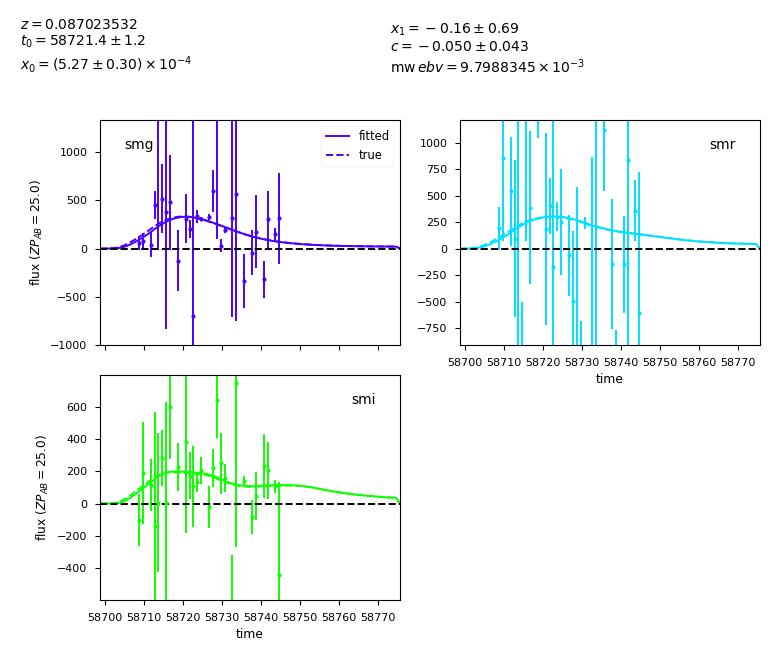 z = 0.087023532
t₀ = 58721.4 ± 1.2
x₀ = (5.27 ± 0.30) × 10⁻⁴
x₁ = −0.16 ± 0.69
c = −0.050 ± 0.043
mw ebv = 9.7988345 × 10⁻³
smg
fitted
true
1000
500
0
−500
−1000
flux (ZP_AB = 25.0)
smr
1000
750
500
250
0
−250
−500
−750
58700 58710 58720 58730 58740 58750 58760 58770
time
smi
600
400
200
0
−200
−400
flux (ZP_AB = 25.0)
58700 58710 58720 58730 58740 58750 58760 58770
time